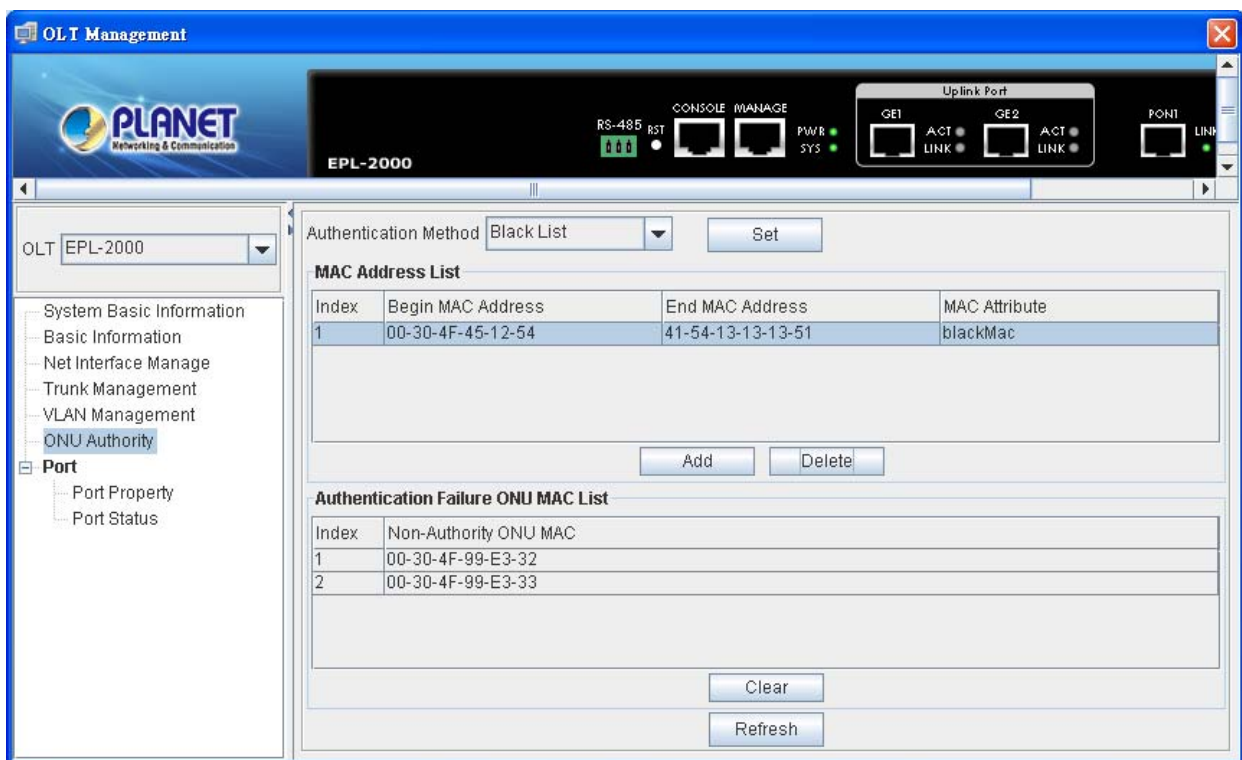 OLT Management
PLANET
Networking & Communication
EPL-2000
RS-485
RST
CONSOLE
MANAGE
PWR
SYS
Uplink Port
GE1
ACT
LINK
GE2
ACT
LINK
PON1
OLT EPL-2000
System Basic Information
Basic Information
Net Interface Manage
Trunk Management
VLAN Management
ONU Authority
Port
Port Property
Port Status
Authentication Method Black List Set
MAC Address List
Index Begin MAC Address End MAC Address MAC Attribute
1 00-30-4F-45-12-54 41-54-13-13-13-51 blackMac
Add Delete
Authentication Failure ONU MAC List
Index Non-Authority ONU MAC
1 00-30-4F-99-E3-32
2 00-30-4F-99-E3-33
Clear
Refresh